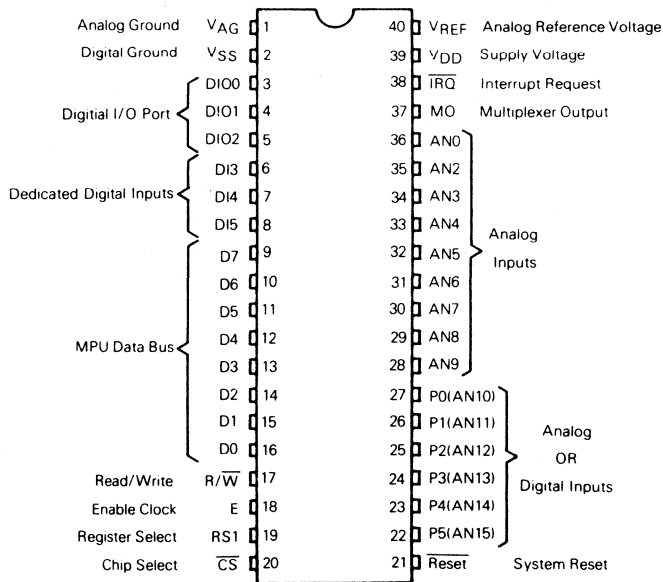 Analog Ground VAG 1 40 VREF Analog Reference Voltage
Digital Ground VSS 2 39 VDD Supply Voltage
DIO0 3 38 IRQ Interrupt Request
Digitial I/O Port DIO1 4 37 MO Multiplexer Output
DIO2 5 36 AN0
DI3 6 35 AN2
Dedicated Digital Inputs DI4 7 34 AN3
DI5 8 33 AN4 Analog
D7 9 32 AN5 Inputs
D6 10 31 AN6
D5 11 30 AN7
MPU Data Bus D4 12 29 AN8
D3 13 28 AN9
D2 14 27 P0(AN10)
D1 15 26 P1(AN11) Analog
D0 16 25 P2(AN12) OR
Read/Write R/W 17 24 P3(AN13) Digital Inputs
Enable Clock E 18 23 P4(AN14)
Register Select RS1 19 22 P5(AN15)
Chip Select CS 20 21 Reset System Reset